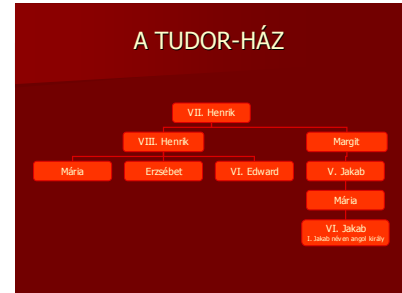 A TUDOR-HÁZ
VII. Henrik
VIII. Henrik
Margit
Mária
Erzsébet
VI. Edward
V. Jakab
Mária
VI. Jakab
I. Jakab néven angol király